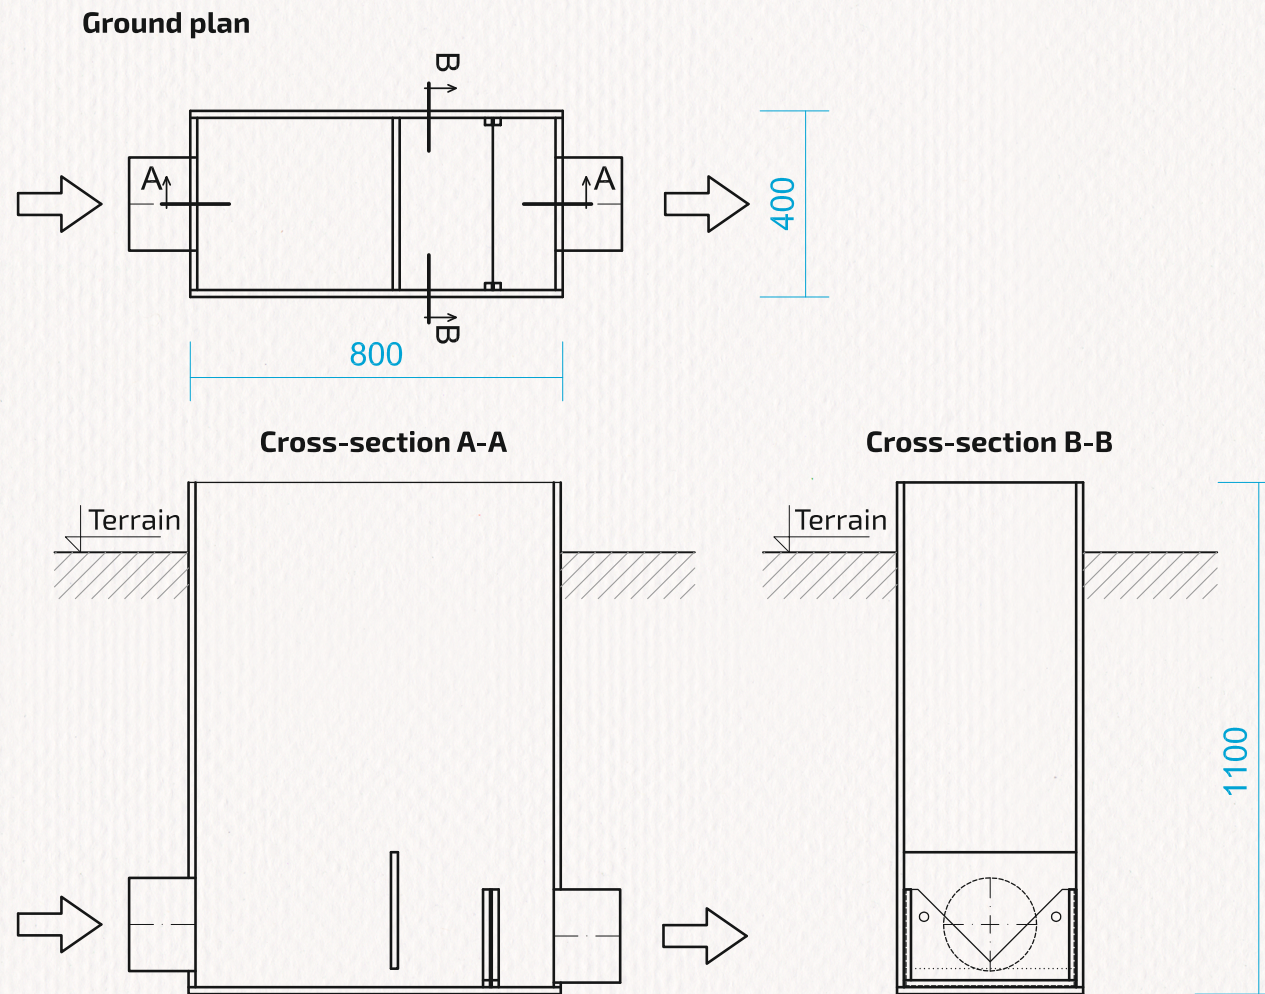 Ground plan
B
A
A
400
B
800
Cross-section A-A
Cross-section B-B
Terrain
Terrain
1100